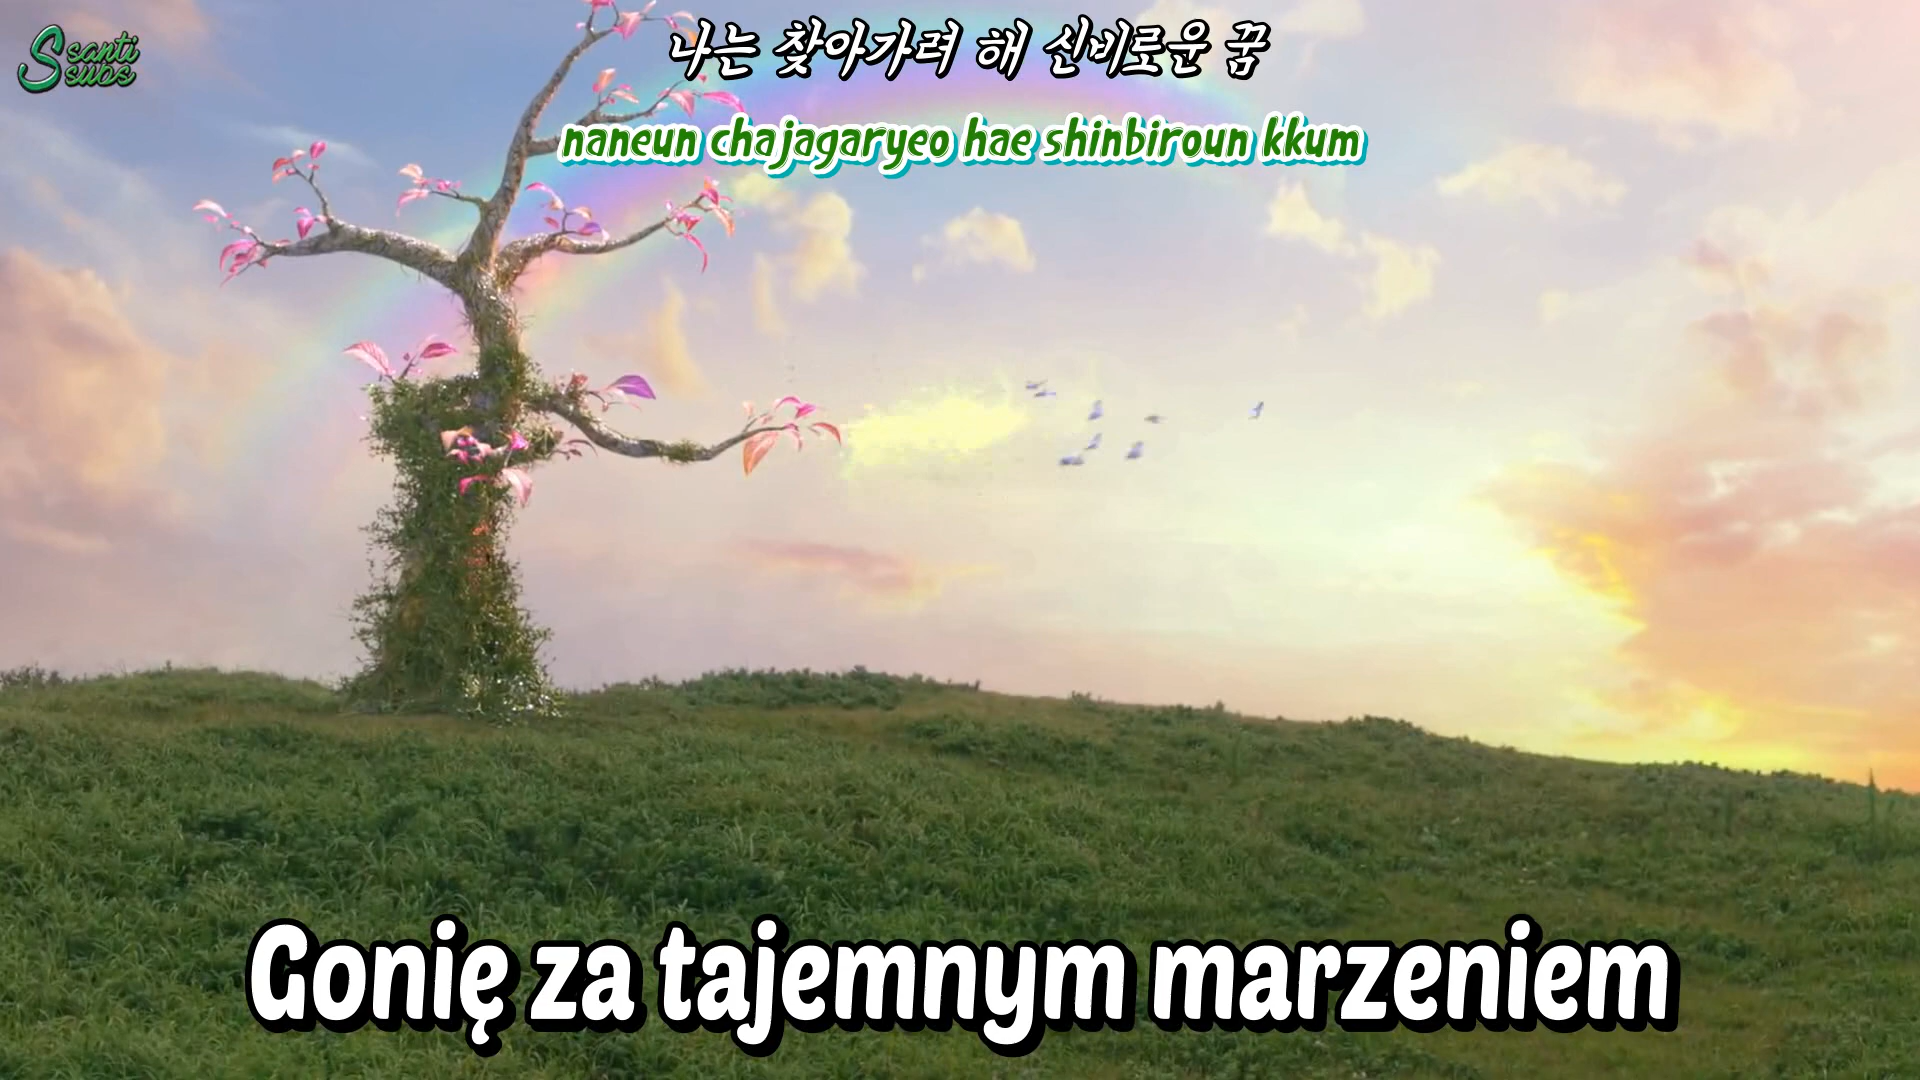 Ssanti
subs
나는 찾아가려 해 신비로운 꿈
naneun chajagaryeo hae shinbiroun kkum
Gonię za tajemnym marzeniem